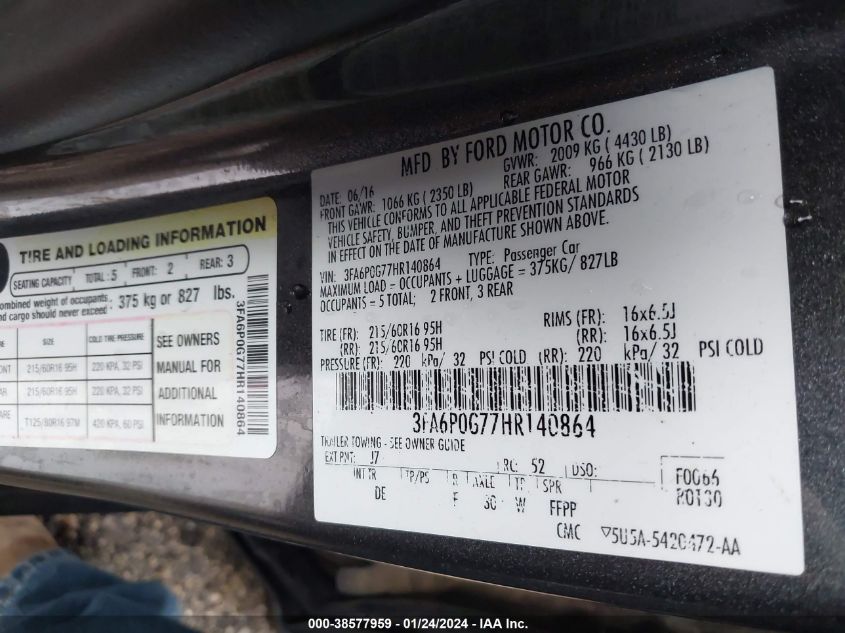 TIRE AND LOADING INFORMATION
SEATING CAPACITY TOTAL: 5 FRONT: 2 REAR: 3
combined weight of occupants and cargo should never exceed: 375 kg or 827 lbs.
SIZE COLD TIRE PRESSURE SEE OWNERS MANUAL FOR ADDITIONAL INFORMATION
215/60R16 95H 220 KPA, 32 PSI
215/60R16 95H 220 KPA, 32 PSI
T125/80R16 97M 420 KPA, 60 PSI
3FA6P0G77HR140864
MFD BY FORD MOTOR CO.
DATE: 06/16 GVWR: 2009 KG ( 4430 LB)
FRONT GAWR: 1066 KG ( 2350 LB) REAR GAWR: 966 KG ( 2130 LB)
THIS VEHICLE CONFORMS TO ALL APPLICABLE FEDERAL MOTOR
VEHICLE SAFETY, BUMPER, AND THEFT PREVENTION STANDARDS
IN EFFECT ON THE DATE OF MANUFACTURE SHOWN ABOVE.
VIN: 3FA6P0G77HR140864 TYPE: Passenger Car
MAXIMUM LOAD = OCCUPANTS + LUGGAGE = 375KG/ 827LB
OCCUPANTS = 5 TOTAL; 2 FRONT, 3 REAR
TIRE (FR): 215/60R16 95H RIMS (FR): 16x6.5J
(RR): 215/60R16 95H (RR): 16x6.5J
PRESSURE (FR): 220 kPa/ 32 PSI COLD (RR): 220 kPa/ 32 PSI COLD
3FA6P0G77HR140864
TRAILER TOWING - SEE OWNER GUIDE
EXT PNT: J7 RC: 52 DSO: F0066
INT TR TP/PS R AXLE TR SPR R0130
DE F 30 W FFPP
CMC ▽5U5A-5420472-AA
000-38577959 - 01/24/2024 - IAA Inc.